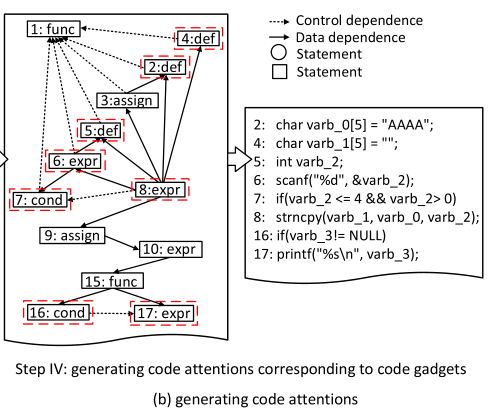 1: func
4:def
2:def
3:assign
5:def
6: expr
8:expr
7: cond
9: assign
10: expr
15: func
16: cond
17: expr
Control dependence
Data dependence
Statement
Statement
2: char varb_0[5] = "AAAA";
4: char varb_1[5] = "";
5: int varb_2;
6: scanf("%d", &varb_2);
7: if(varb_2 <= 4 && varb_2> 0)
8: strncpy(varb_1, varb_0, varb_2);
16: if(varb_3!= NULL)
17: printf("%s\n", varb_3);
Step IV: generating code attentions corresponding to code gadgets
(b) generating code attentions